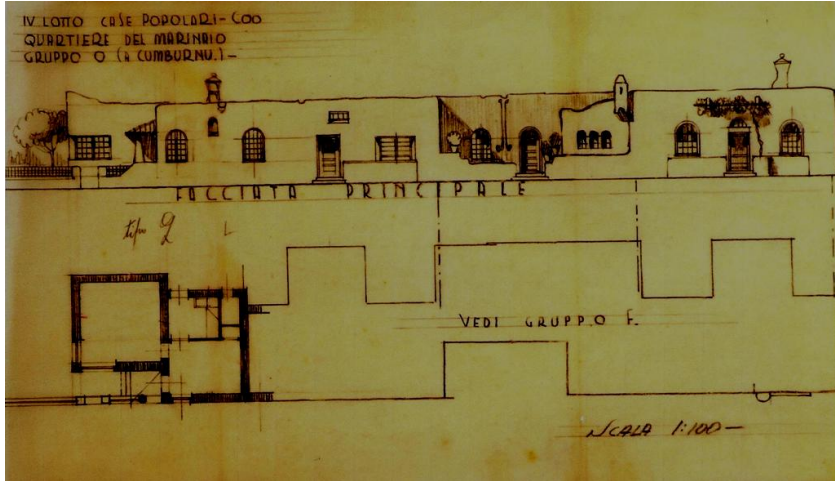 IV LOTTO CASE POPOLARI - COO
QUARTIERE DEL MARINAIO
GRUPPO O (A CUMBURNU.) -
FACCIATA PRINCIPALE
tipo 2 L
VEDI GRUPPO F.
SCALA 1:100 -